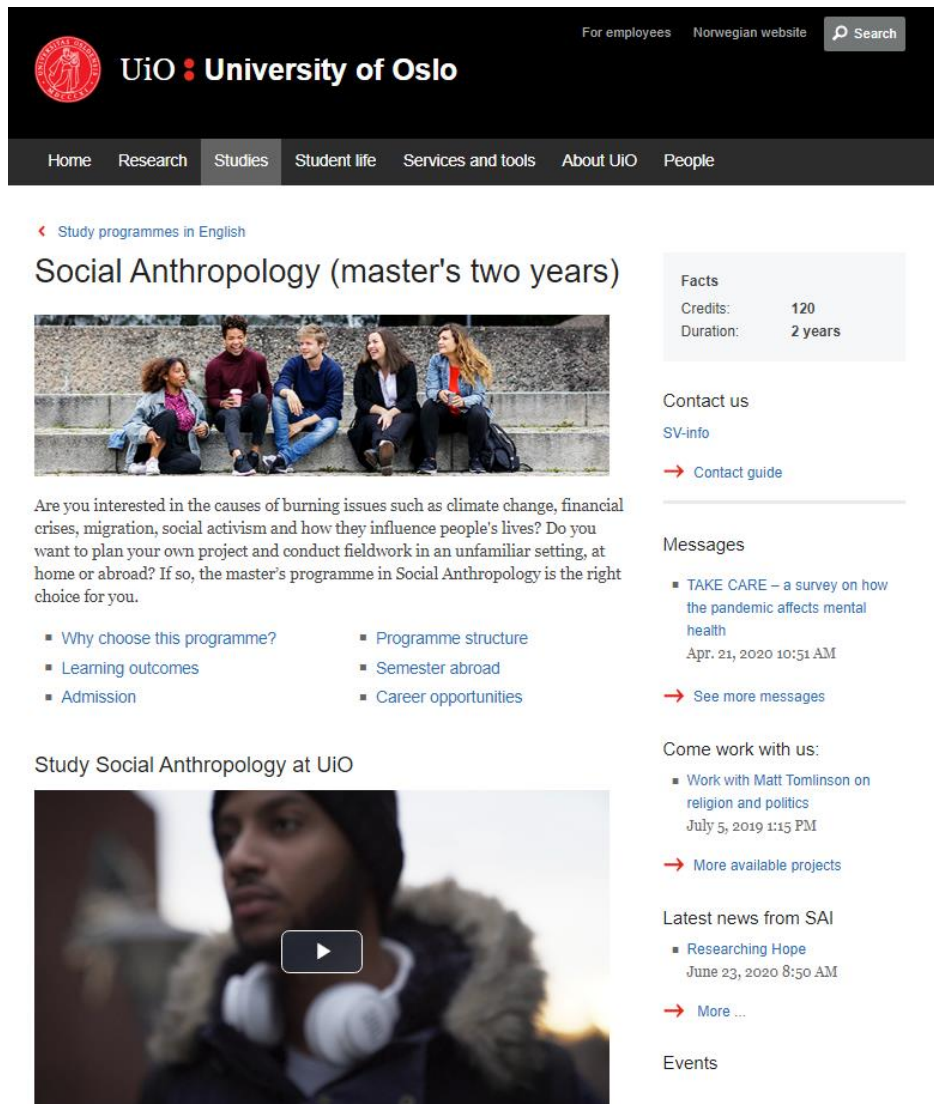 For employees Norwegian website Search
UiO : University of Oslo
Home Research Studies Student life Services and tools About UiO People
Study programmes in English
Social Anthropology (master's two years)
Are you interested in the causes of burning issues such as climate change, financial
crises, migration, social activism and how they influence people's lives? Do you
want to plan your own project and conduct fieldwork in an unfamiliar setting, at
home or abroad? If so, the master's programme in Social Anthropology is the right
choice for you.
Why choose this programme?
Learning outcomes
Admission
Programme structure
Semester abroad
Career opportunities
Study Social Anthropology at UiO
Facts
Credits: 120
Duration: 2 years
Contact us
SV-info
Contact guide
Messages
TAKE CARE – a survey on how
the pandemic affects mental
health
Apr. 21, 2020 10:51 AM
See more messages
Come work with us:
Work with Matt Tomlinson on
religion and politics
July 5, 2019 1:15 PM
More available projects
Latest news from SAI
Researching Hope
June 23, 2020 8:50 AM
More ...
Events